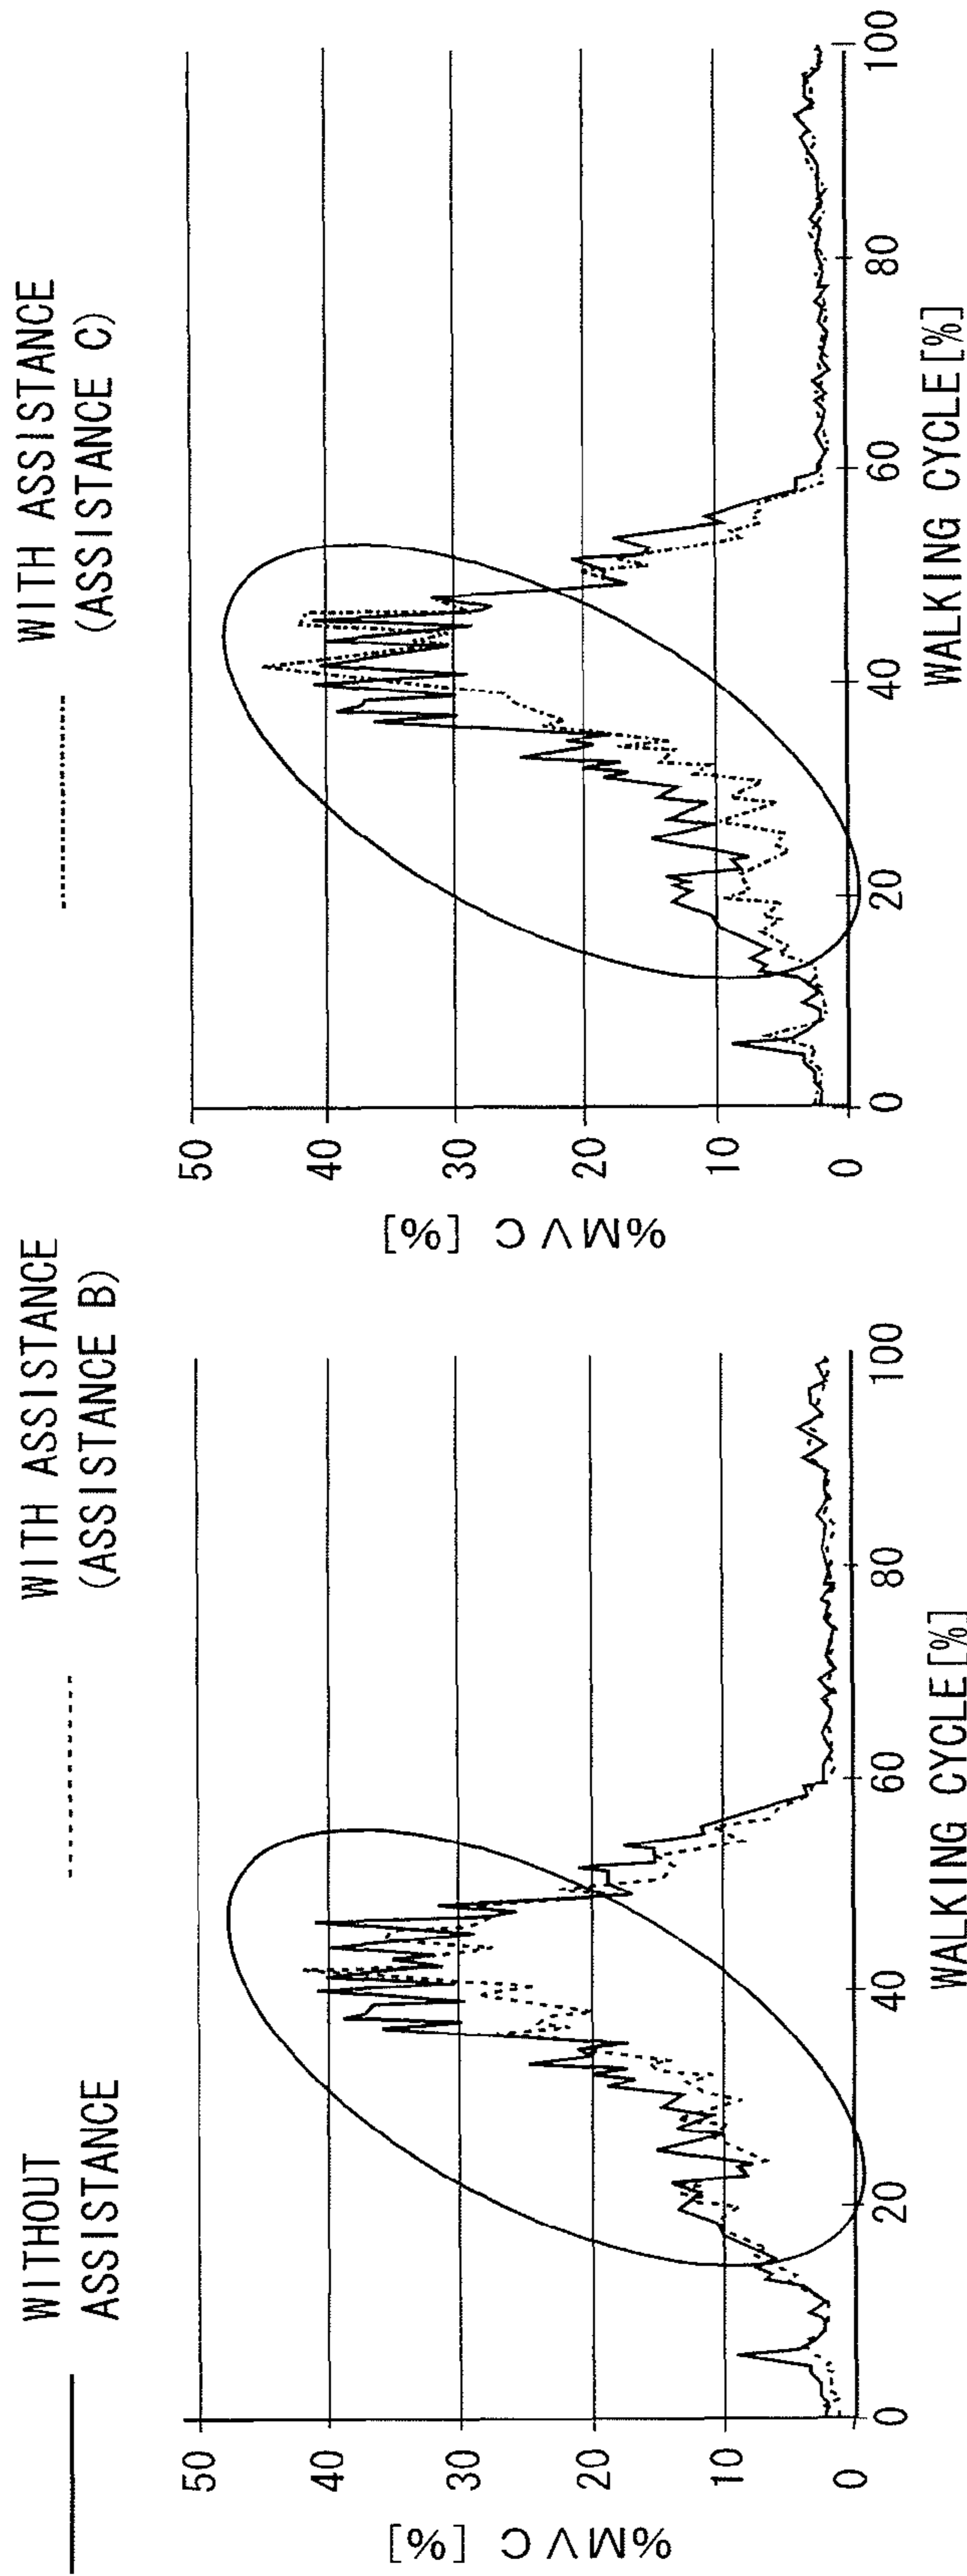 WITHOUT
ASSISTANCE
WITH ASSISTANCE
(ASSISTANCE B)
WITH ASSISTANCE
(ASSISTANCE C)
50
40
30
20
10
0
%MVC [%]
0
20
40
60
80
100
WALKING CYCLE[%]
50
40
30
20
10
0
%MVC [%]
0
20
40
60
80
100
WALKING CYCLE[%]